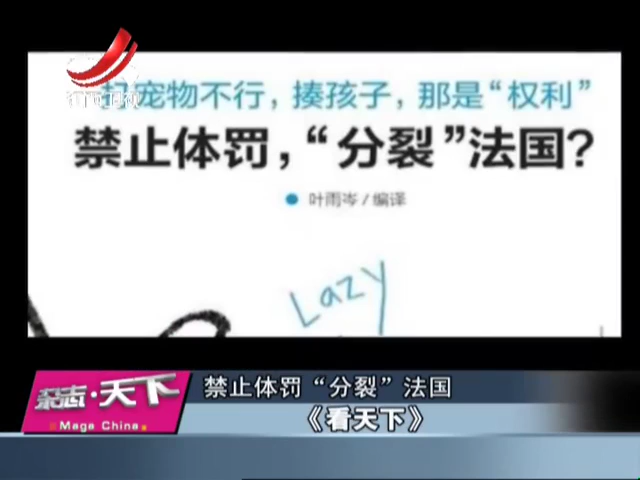 打宠物不行，揍孩子，那是“权利”
禁止体罚，“分裂”法国？
● 叶雨岑 / 编译
Lazy
杂志·天下
Maga China
禁止体罚“分裂”法国
《看天下》